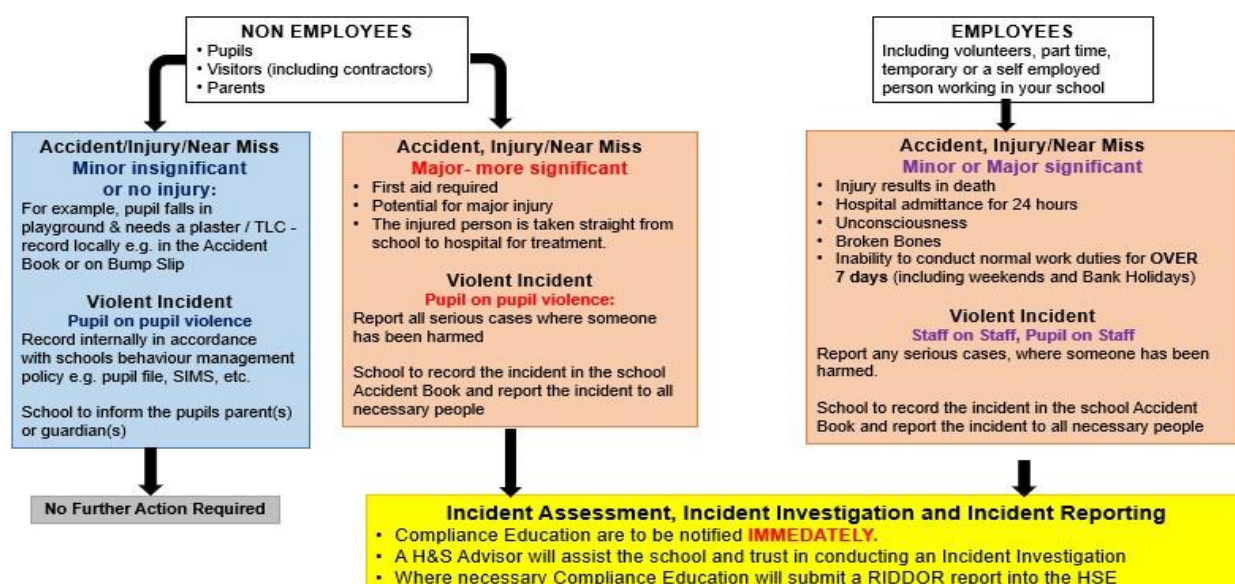 NON EMPLOYEES
• Pupils
• Visitors (including contractors)
• Parents
EMPLOYEES
Including volunteers, part time,
temporary or a self employed
person working in your school
Accident/Injury/Near Miss
Minor insignificant
or no injury:
For example, pupil falls in
playground & needs a plaster / TLC -
record locally e.g. in the Accident
Book or on Bump Slip
Violent Incident
Pupil on pupil violence
Record internally in accordance
with schools behaviour management
policy e.g. pupil file, SIMS, etc.
School to inform the pupils parent(s)
or guardian(s)
No Further Action Required
Accident, Injury/Near Miss
Major- more significant
• First aid required
• Potential for major injury
• The injured person is taken straight from
school to hospital for treatment.
Violent Incident
Pupil on pupil violence:
Report all serious cases where someone
has been harmed
School to record the incident in the school
Accident Book and report the incident to all
necessary people
Accident, Injury/Near Miss
Minor or Major significant
• Injury results in death
• Hospital admittance for 24 hours
• Unconsciousness
• Broken Bones
• Inability to conduct normal work duties for OVER
7 days (including weekends and Bank Holidays)
Violent Incident
Staff on Staff, Pupil on Staff
Report any serious cases, where someone has been
harmed.
School to record the incident in the school Accident
Book and report the incident to all necessary people
Incident Assessment, Incident Investigation and Incident Reporting
• Compliance Education are to be notified IMMEDIATELY.
• A H&S Advisor will assist the school and trust in conducting an Incident Investigation
• Where necessary Compliance Education will submit a RIDDOR report into the HSE